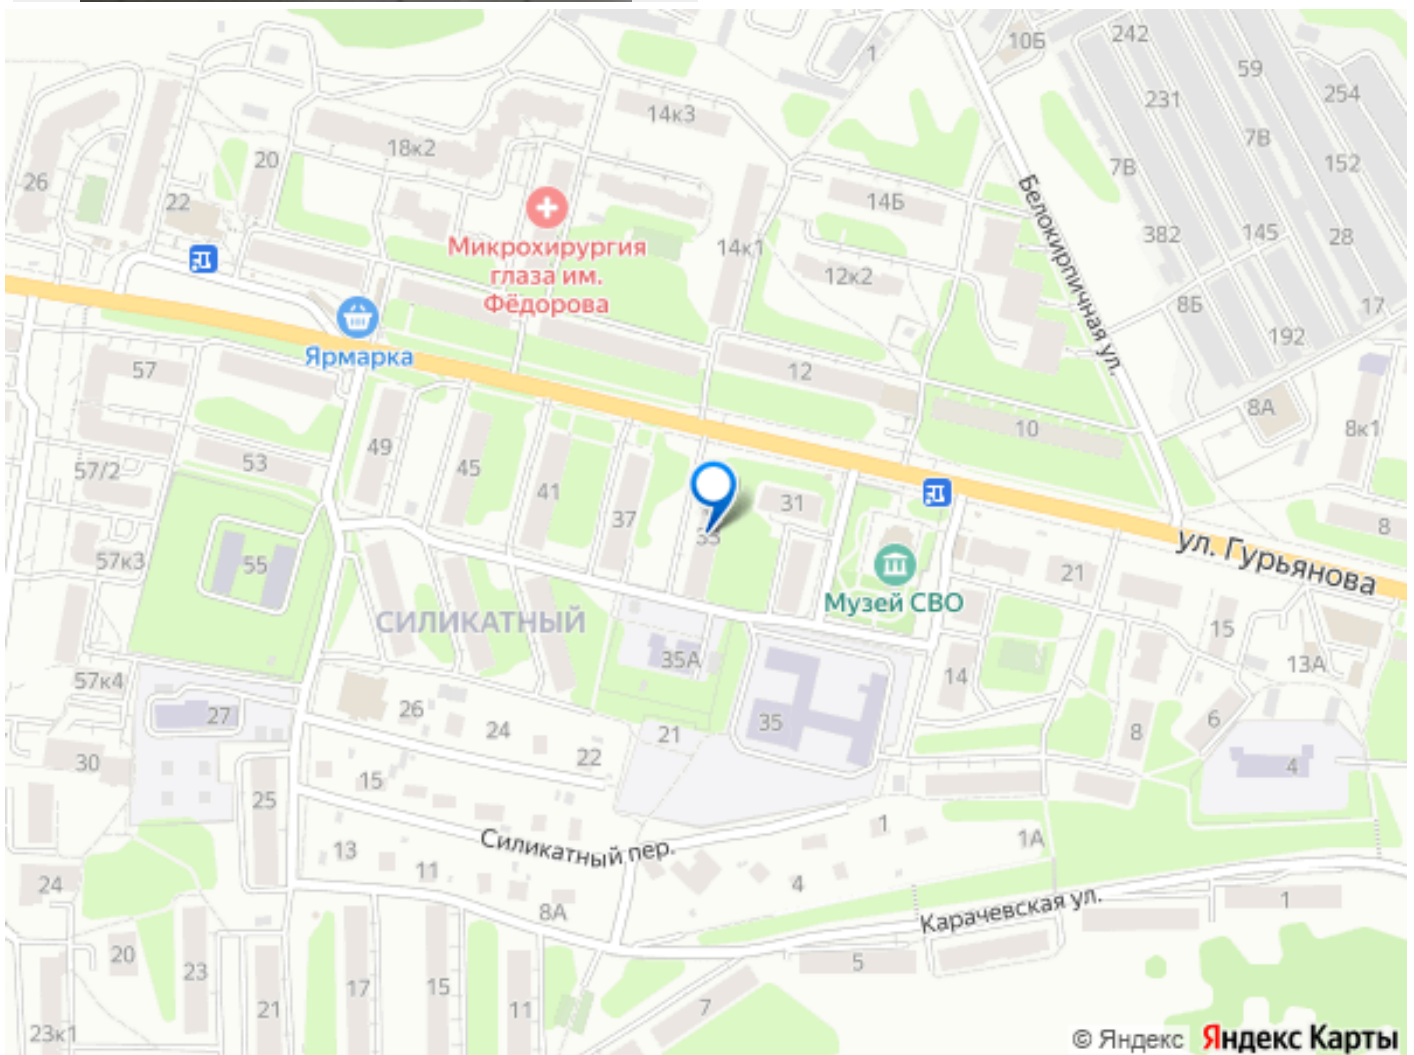 10Б
1
242
59
254
231
14к3
7В
152
18к2
20
7В
26
22
14Б
Белокирпичная ул.
382
145
28
Микрохирургия
глаза им.
Фёдорова
14к1
12к2
8Б
17
192
Ярмарка
57
12
8А
10
8к1
49
53
45
57/2
41
31
37
8
33
ул. Гурьянова
57к3
55
21
Музей СВО
СИЛИКАТНЫЙ
15
35А
13А
57к4
14
26
27
24
35
6
21
8
22
30
4
15
25
1
1А
Силикатный пер.
13
11
4
24
8А
Карачевская ул.
1
20
5
23
17
15
7
21
11
23к1
© Яндекс Яндекс Карты